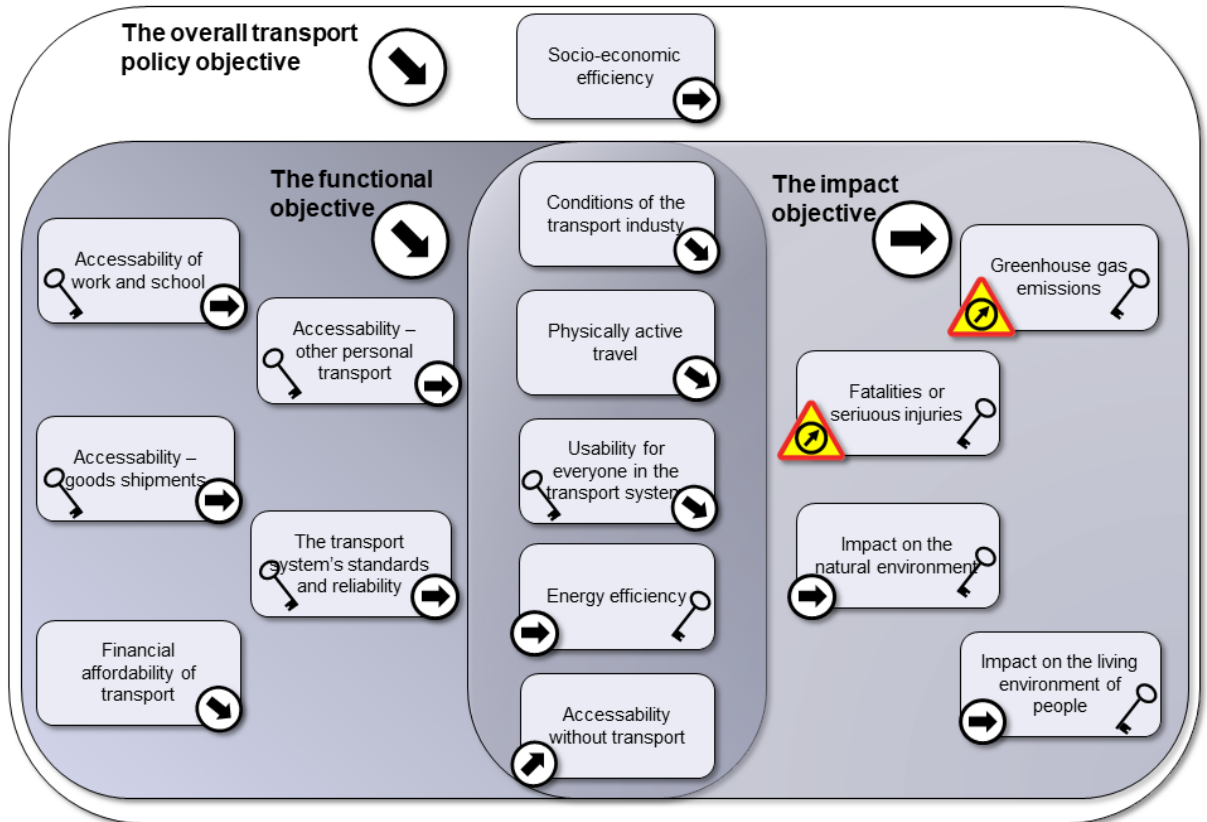 The overall transport
policy objective
Socio-economic
efficiency
The functional
objective
Conditions of the
transport industy
The impact
objective
Accessability of
work and school
Greenhouse gas
emissions
Accessability –
other personal
transport
Physically active
travel
Fatalities or
seriuous injuries
Accessability –
goods shipments
Usability for
everyone in the
transport system
The transport
system's standards
and reliability
Impact on the
natural environment
Energy efficiency
Financial
affordability of
transport
Impact on the living
environment of
people
Accessability
without transport